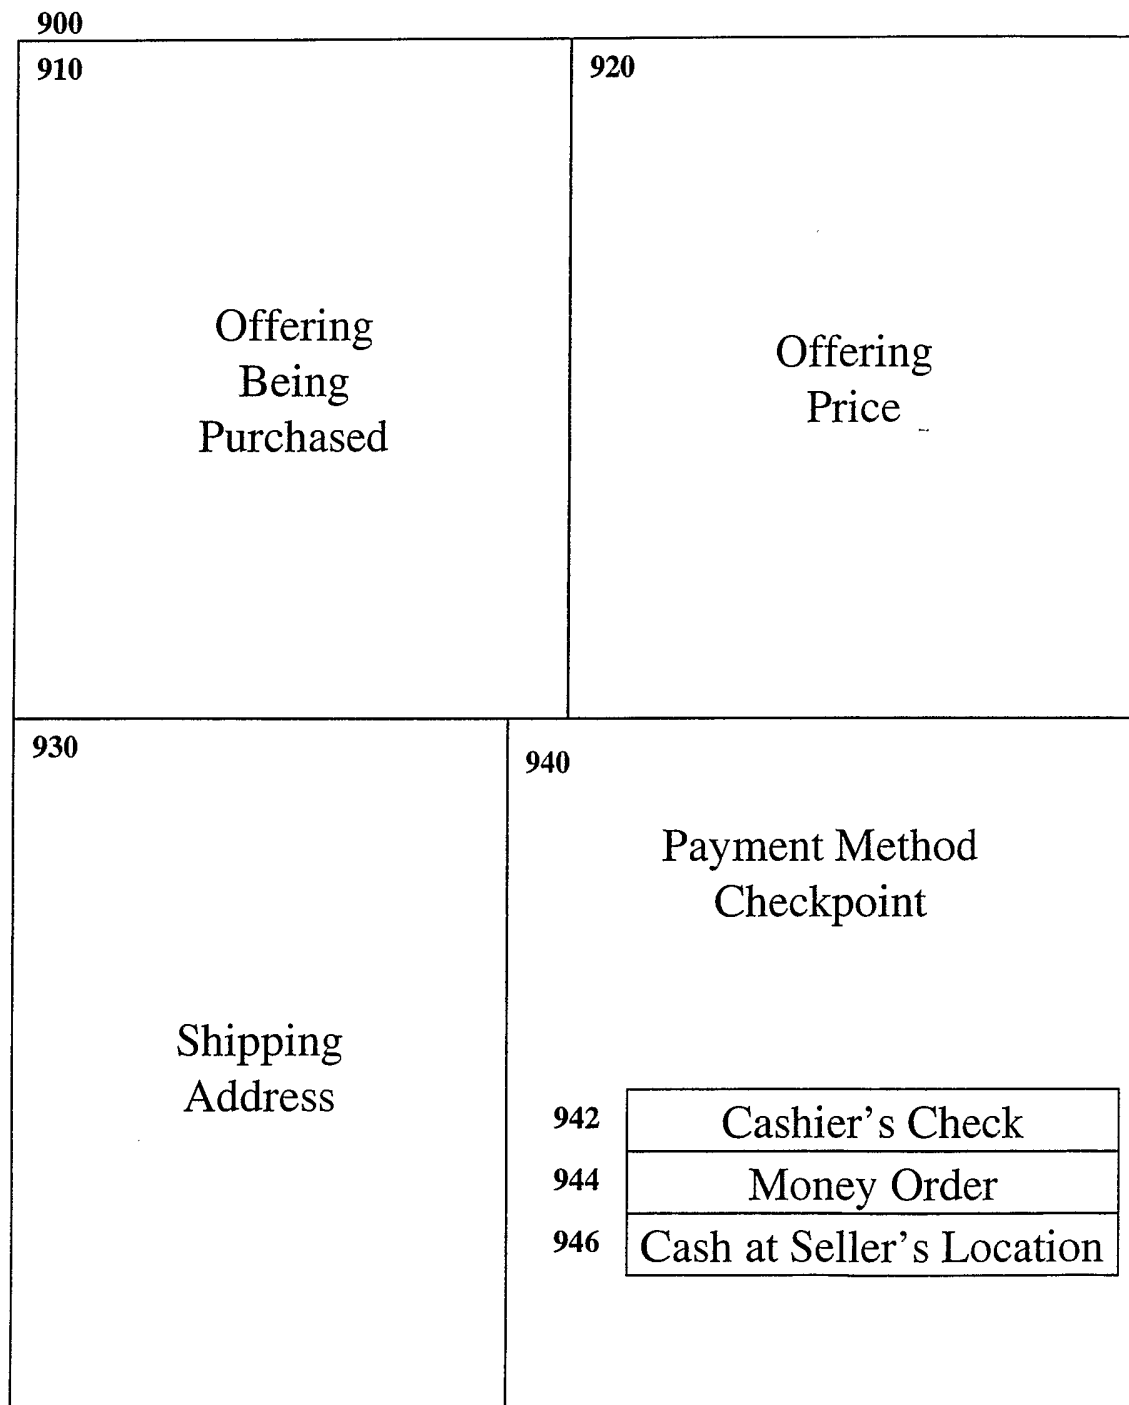 900
910
920
Offering
Being
Purchased
Offering
Price
930
940
Payment Method
Checkpoint
Shipping
Address
942 Cashier's Check
944 Money Order
946 Cash at Seller's Location